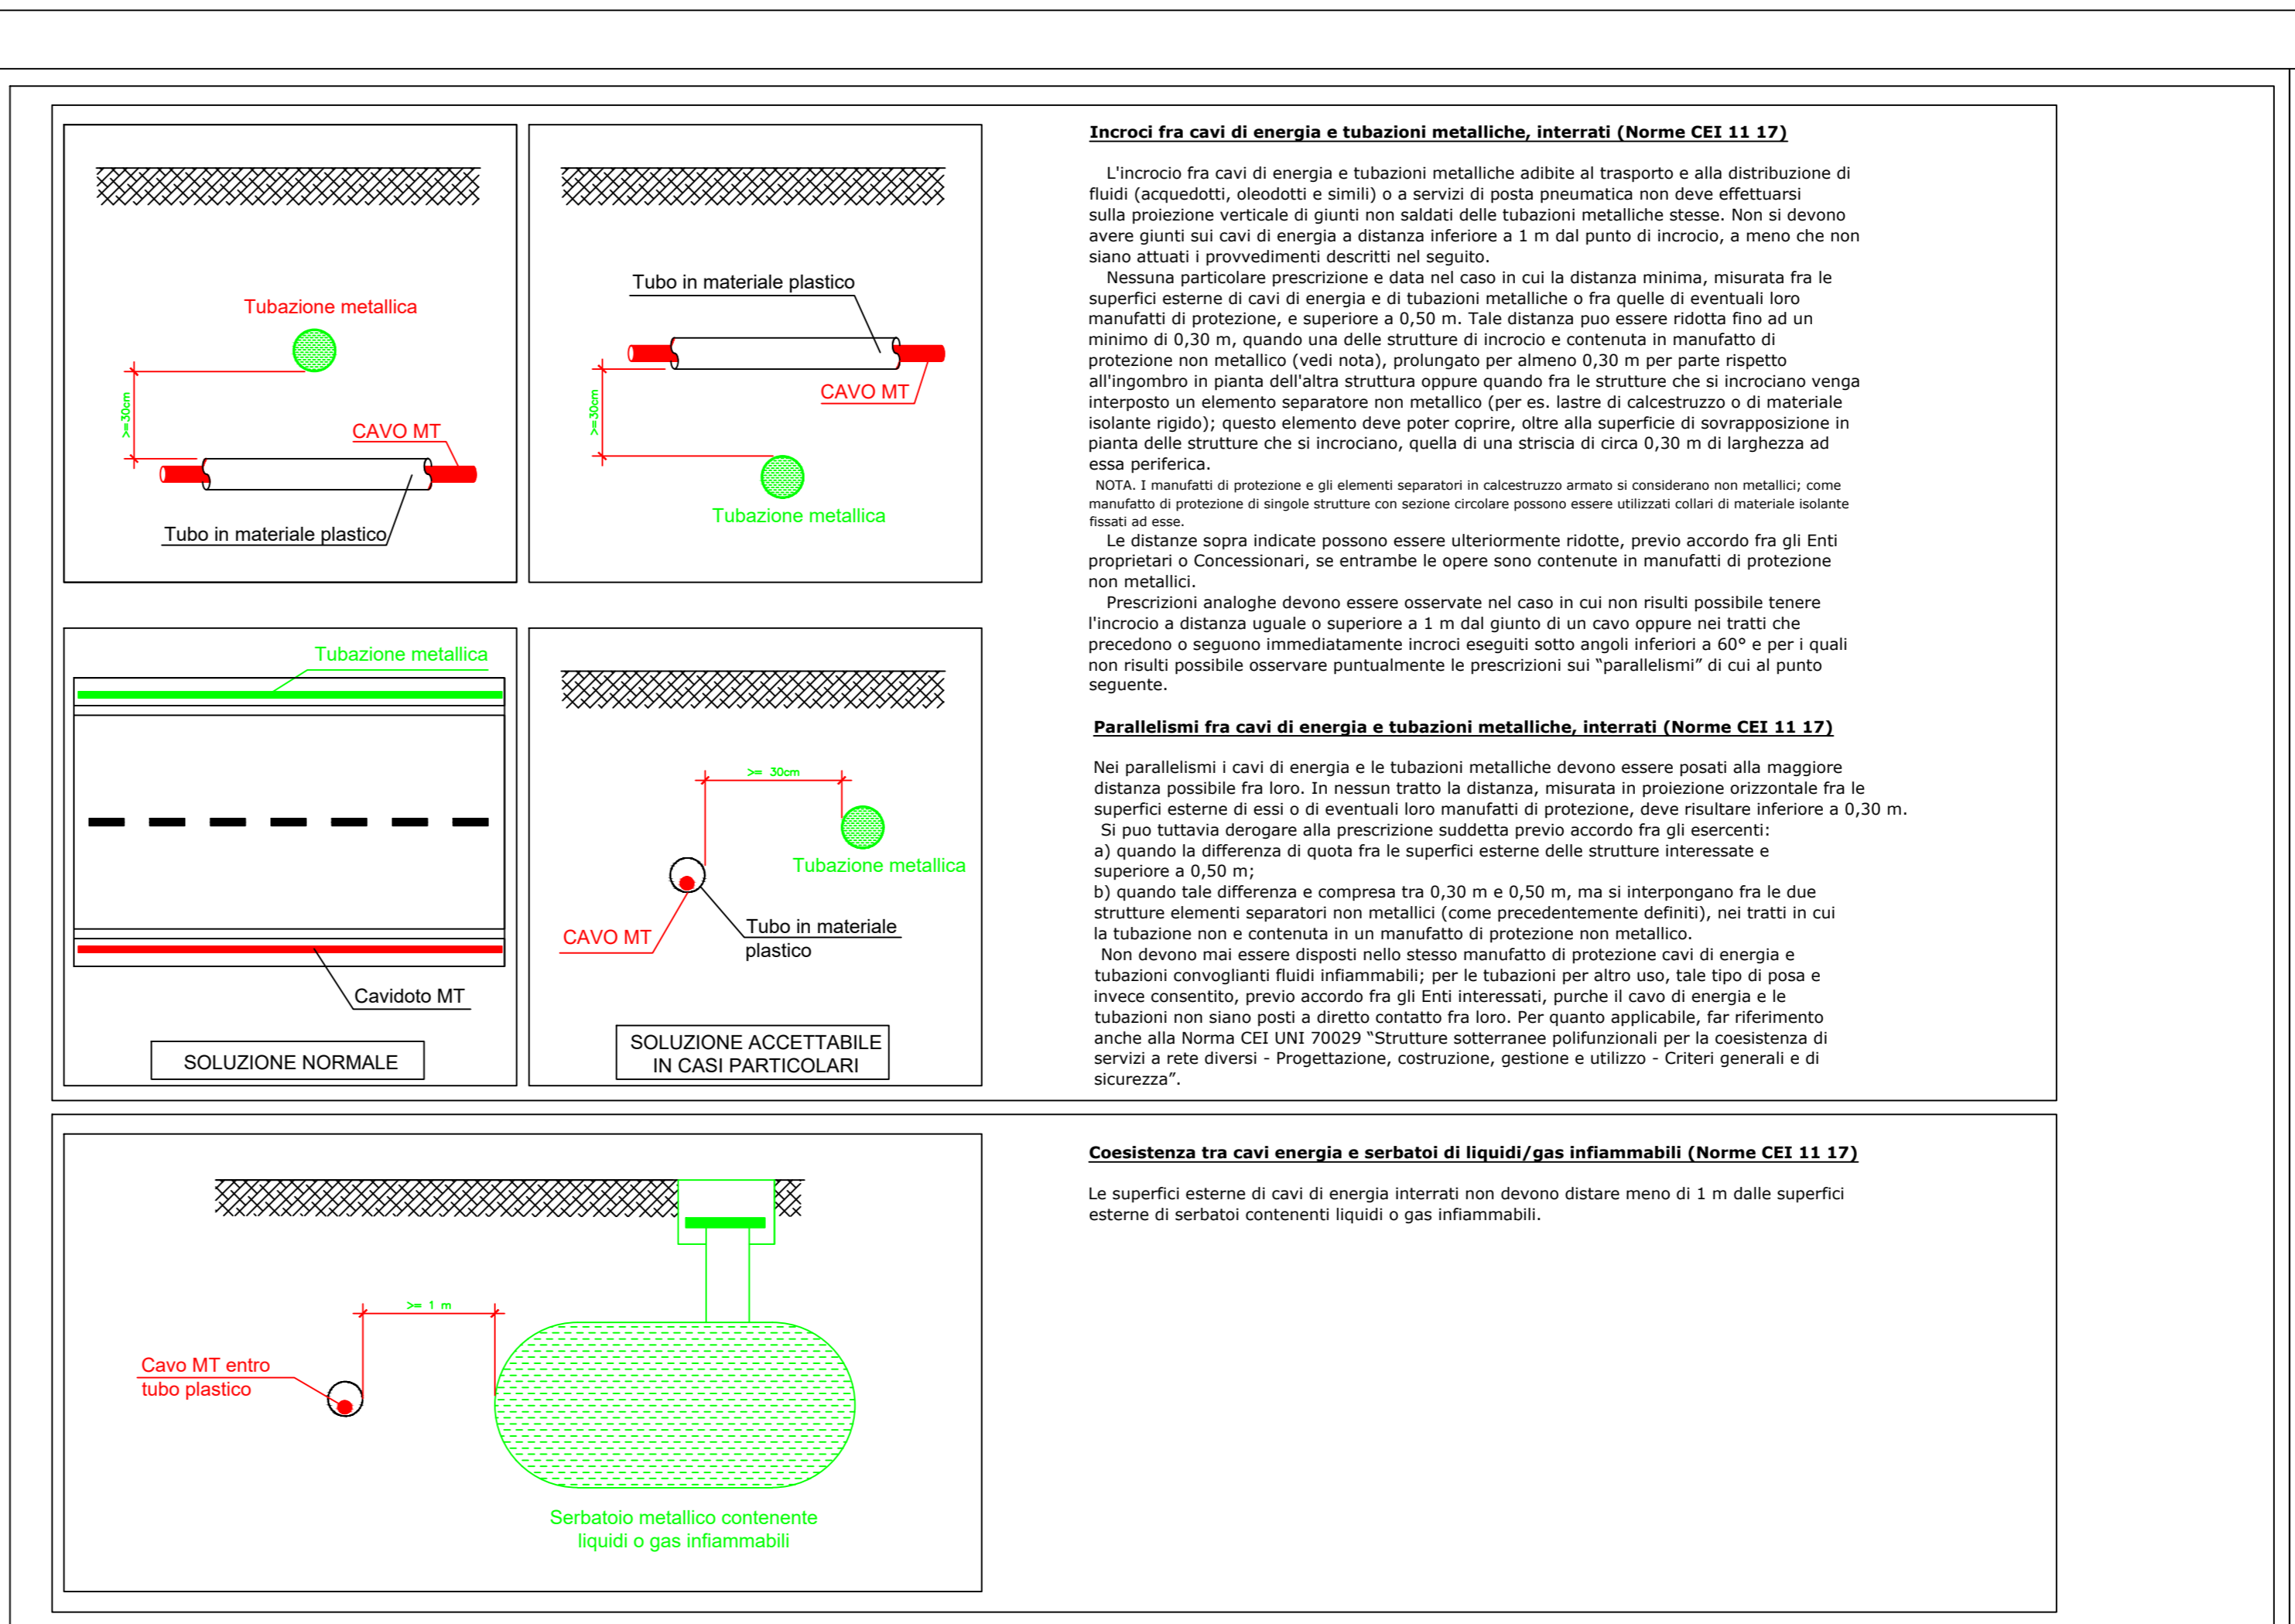 Tubazione metallica
>=30cm
CAVO MT
Tubo in materiale plastico
Tubo in materiale plastico
CAVO MT
>=30cm
Tubazione metallica
Incroci fra cavi di energia e tubazioni metalliche, interrati (Norme CEI 11 17)
L'incrocio fra cavi di energia e tubazioni metalliche adibite al trasporto e alla distribuzione di
fluidi (acquedotti, oleodotti e simili) o a servizi di posta pneumatica non deve effettuarsi
sulla proiezione verticale di giunti non saldati delle tubazioni metalliche stesse. Non si devono
avere giunti sui cavi di energia a distanza inferiore a 1 m dal punto di incrocio, a meno che non
siano attuati i provvedimenti descritti nel seguito.
Nessuna particolare prescrizione e data nel caso in cui la distanza minima, misurata fra le
superfici esterne di cavi di energia e di tubazioni metalliche o fra quelle di eventuali loro
manufatti di protezione, e superiore a 0,50 m. Tale distanza puo essere ridotta fino ad un
minimo di 0,30 m, quando una delle strutture di incrocio e contenuta in manufatto di
protezione non metallico (vedi nota), prolungato per almeno 0,30 m per parte rispetto
all'ingombro in pianta dell'altra struttura oppure quando fra le strutture che si incrociano venga
interposto un elemento separatore non metallico (per es. lastre di calcestruzzo o di materiale
isolante rigido); questo elemento deve poter coprire, oltre alla superficie di sovrapposizione in
pianta delle strutture che si incrociano, quella di una striscia di circa 0,30 m di larghezza ad
essa periferica.
NOTA. I manufatti di protezione e gli elementi separatori in calcestruzzo armato si considerano non metallici; come
manufatto di protezione di singole strutture con sezione circolare possono essere utilizzati collari di materiale isolante
fissati ad esse.
Le distanze sopra indicate possono essere ulteriormente ridotte, previo accordo fra gli Enti
proprietari o Concessionari, se entrambe le opere sono contenute in manufatti di protezione
non metallici.
Prescrizioni analoghe devono essere osservate nel caso in cui non risulti possibile tenere
l'incrocio a distanza uguale o superiore a 1 m dal giunto di un cavo oppure nei tratti che
precedono o seguono immediatamente incroci eseguiti sotto angoli inferiori a 60° e per i quali
non risulti possibile osservare puntualmente le prescrizioni sui “parallelismi” di cui al punto
seguente.
Tubazione metallica
Cavidoto MT
SOLUZIONE NORMALE
>= 30cm
Tubazione metallica
CAVO MT
Tubo in materiale
plastico
SOLUZIONE ACCETTABILE
IN CASI PARTICOLARI
Parallelismi fra cavi di energia e tubazioni metalliche, interrati (Norme CEI 11 17)
Nei parallelismi i cavi di energia e le tubazioni metalliche devono essere posati alla maggiore
distanza possibile fra loro. In nessun tratto la distanza, misurata in proiezione orizzontale fra le
superfici esterne di essi o di eventuali loro manufatti di protezione, deve risultare inferiore a 0,30 m.
Si puo tuttavia derogare alla prescrizione suddetta previo accordo fra gli esercenti:
a) quando la differenza di quota fra le superfici esterne delle strutture interessate e
superiore a 0,50 m;
b) quando tale differenza e compresa tra 0,30 m e 0,50 m, ma si interpongano fra le due
strutture elementi separatori non metallici (come precedentemente definiti), nei tratti in cui
la tubazione non e contenuta in un manufatto di protezione non metallico.
Non devono mai essere disposti nello stesso manufatto di protezione cavi di energia e
tubazioni convoglianti fluidi infiammabili; per le tubazioni per altro uso, tale tipo di posa e
invece consentito, previo accordo fra gli Enti interessati, purche il cavo di energia e le
tubazioni non siano posti a diretto contatto fra loro. Per quanto applicabile, far riferimento
anche alla Norma CEI UNI 70029 “Strutture sotterranee polifunzionali per la coesistenza di
servizi a rete diversi - Progettazione, costruzione, gestione e utilizzo - Criteri generali e di
sicurezza”.
>= 1 m
Cavo MT entro
tubo plastico
Serbatoio metallico contenente
liquidi o gas infiammabili
Coesistenza tra cavi energia e serbatoi di liquidi/gas infiammabili (Norme CEI 11 17)
Le superfici esterne di cavi di energia interrati non devono distare meno di 1 m dalle superfici
esterne di serbatoi contenenti liquidi o gas infiammabili.